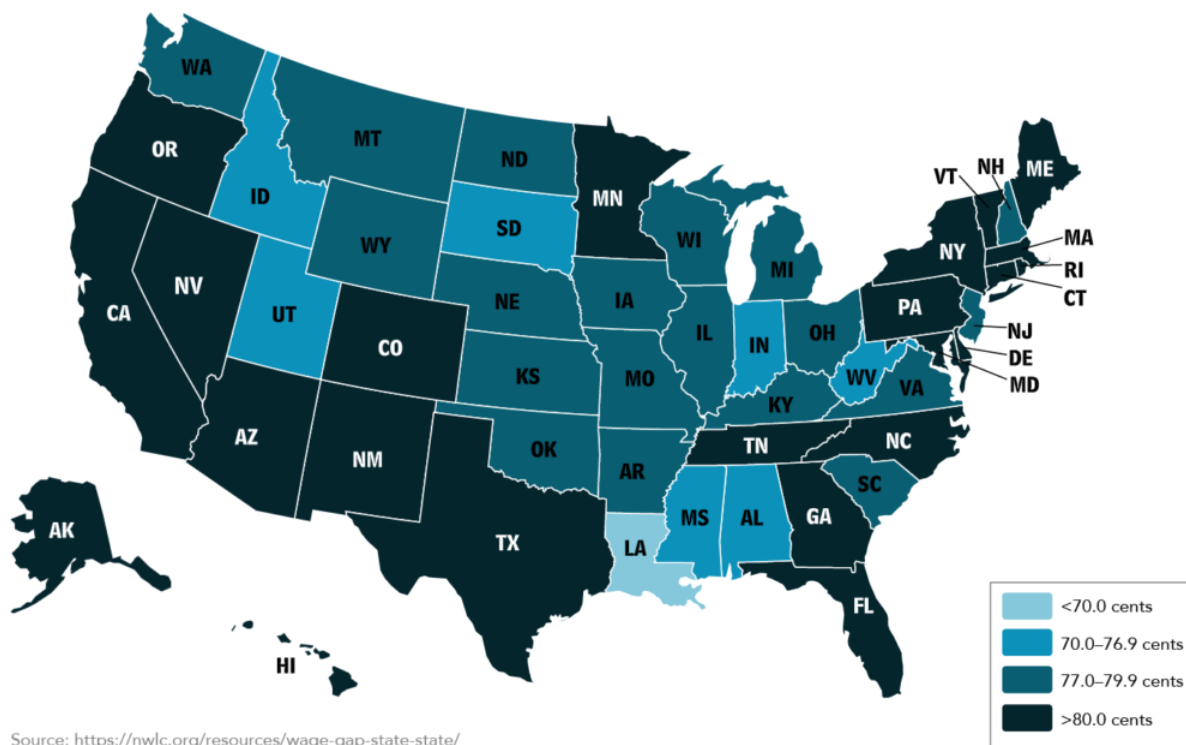 WA
MT
ND
MN
OR
ID
SD
WY
WI
MI
VT
NH
ME
NY
MA
RI
CT
NV
CA
UT
CO
NE
IA
IL
IN
OH
PA
NJ
DE
MD
WV
VA
KS
MO
KY
AZ
NM
OK
AR
TN
NC
SC
MS
AL
GA
LA
TX
FL
AK
HI
<70.0 cents
70.0–76.9 cents
77.0–79.9 cents
>80.0 cents
Source: https://nwlc.org/resources/wage-gap-state-state/